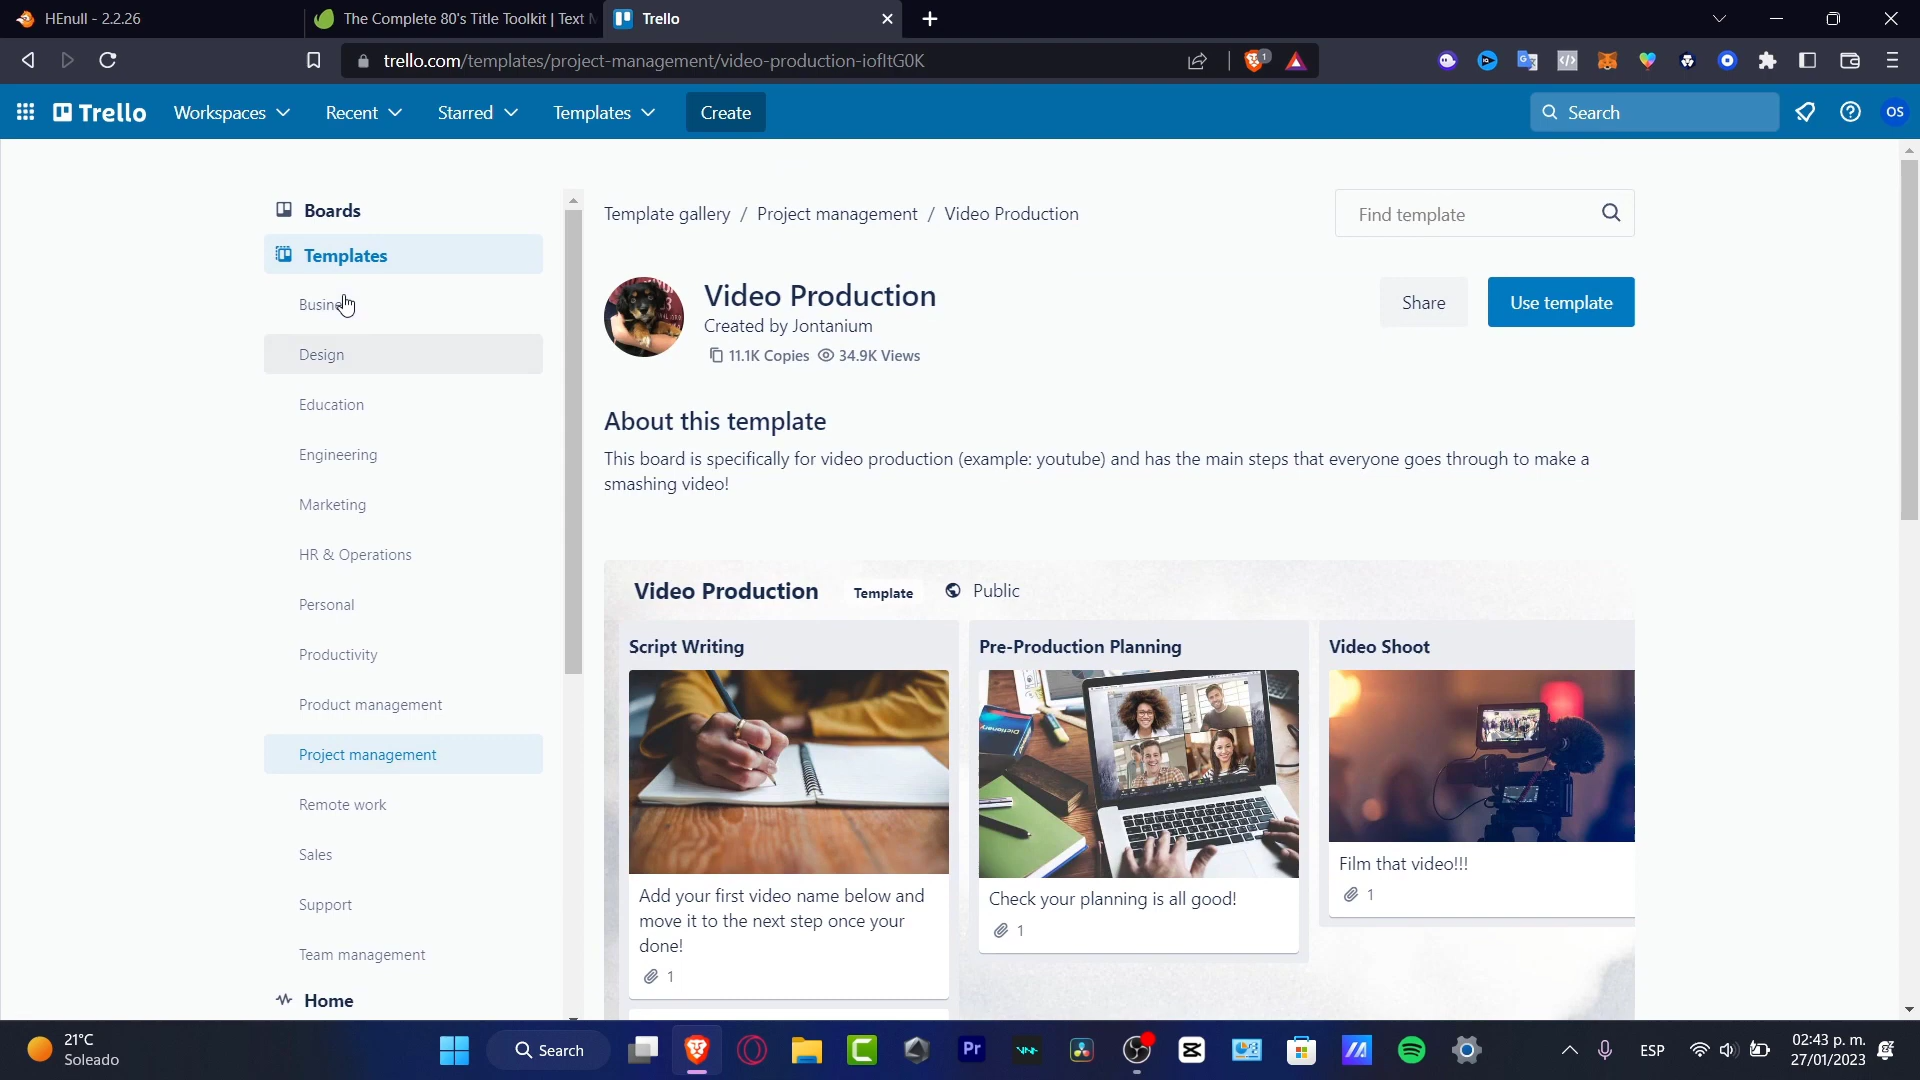 HEnull - 2.2.26
The Complete 80's Title Toolkit | Text
Trello
trello.com/templates/project-management/video-production-iofItG0K
1
Trello
Workspaces
Recent
Starred
Templates
Create
Search
OS
Boards
Templates
Design
Education
Engineering
Marketing
HR & Operations
Personal
Productivity
Product management
Project management
Remote work
Sales
Support
Team management
Home
Template gallery / Project management / Video Production
Find template
Video Production
Created by Jontanium
11.1K Copies 34.9K Views
Share
Use template
About this template
This board is specifically for video production (example: youtube) and has the main steps that everyone goes through to make a
smashing video!
Video Production
Template
Public
Script Writing
Add your first video name below and
move it to the next step once your
done!
1
Pre-Production Planning
Check your planning is all good!
1
Video Shoot
Film that video!!!
1
21°C
Soleado
Search
Pr
ESP
02:43 p. m.
27/01/2023